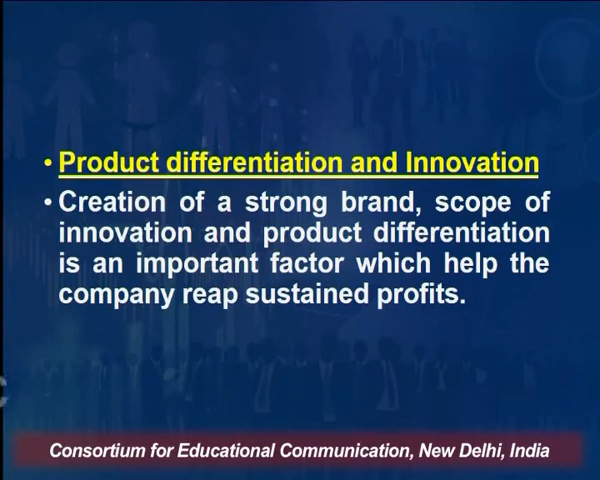 • Product differentiation and Innovation
• Creation of a strong brand, scope of
innovation and product differentiation
is an important factor which help the
company reap sustained profits.
Consortium for Educational Communication, New Delhi, India